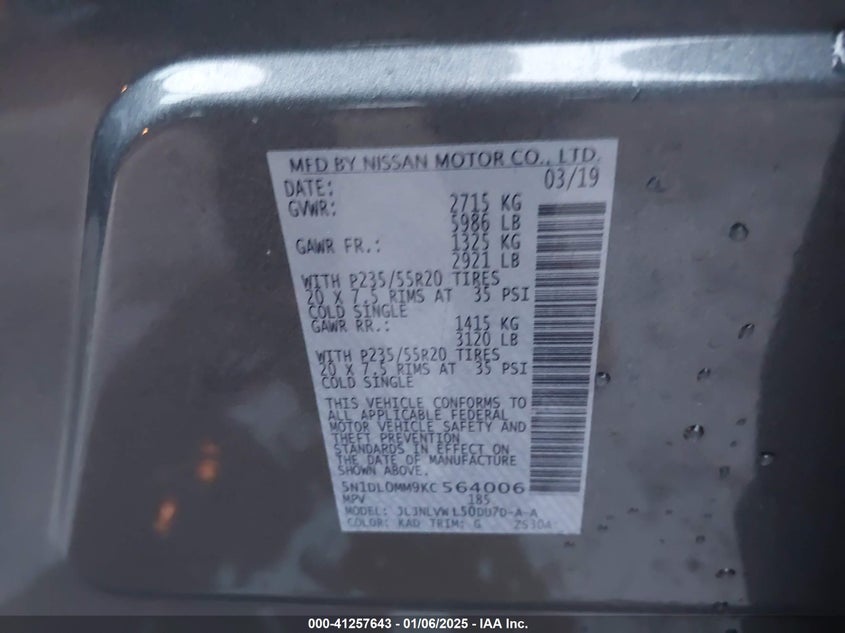 MFD BY NISSAN MOTOR CO., LTD.
DATE: 03/19
GVWR: 2715 KG
5986 LB
GAWR FR.: 1325 KG
2921 LB
WITH P235/55R20 TIRES
20 X 7.5 RIMS AT 35 PSI
COLD SINGLE
GAWR RR.: 1415 KG
3120 LB
WITH P235/55R20 TIRES
20 X 7.5 RIMS AT 35 PSI
COLD SINGLE
THIS VEHICLE CONFORMS TO
ALL APPLICABLE FEDERAL
MOTOR VEHICLE SAFETY AND
THEFT PREVENTION
STANDARDS IN EFFECT ON
THE DATE OF MANUFACTURE
SHOWN ABOVE.
5N1DL0MM9KC564006
MPV 185
MODEL:
COLOR: KAD TRIM: G
000-41257643 - 01/06/2025 - IAA Inc.